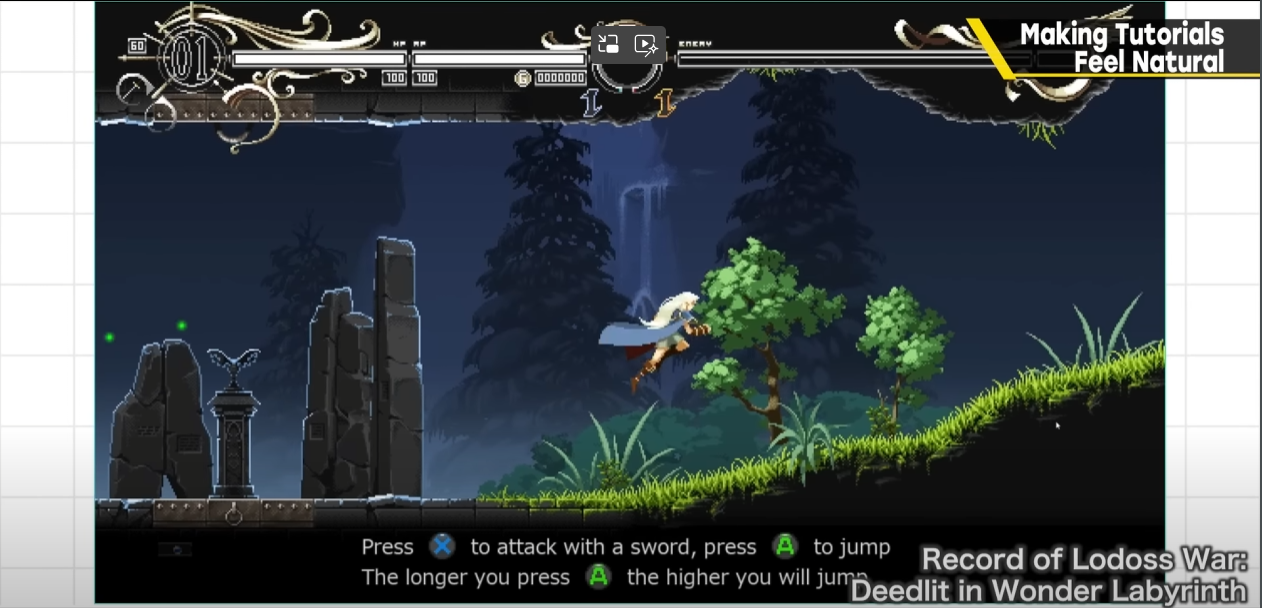 Making Tutorials
Feel Natural
60
01
HP MP
ENEMY
100 100
G 0000000
Press X to attack with a sword, press A to jump
The longer you press A the higher you will jump
Record of Lodoss War:
Deedlit in Wonder Labyrinth